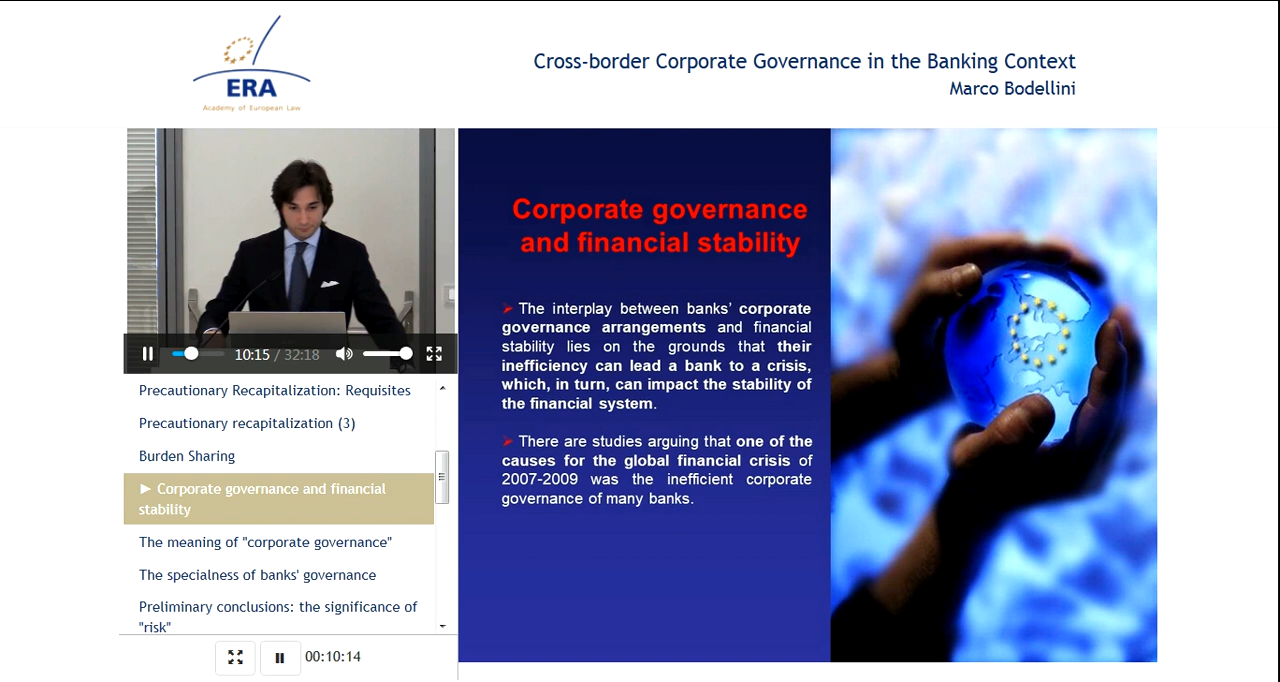 ERA
Academy of European Law
Cross-border Corporate Governance in the Banking Context
Marco Bodellini
10:15 / 32:18
Precautionary Recapitalization: Requisites
Precautionary recapitalization (3)
Burden Sharing
► Corporate governance and financial
stability
The meaning of "corporate governance"
The specialness of banks' governance
Preliminary conclusions: the significance of
"risk"
00:10:14
Corporate governance
and financial stability
➢ The interplay between banks’ corporate
governance arrangements and financial
stability lies on the grounds that their
inefficiency can lead a bank to a crisis,
which, in turn, can impact the stability of
the financial system.
➢ There are studies arguing that one of the
causes for the global financial crisis of
2007-2009 was the inefficient corporate
governance of many banks.